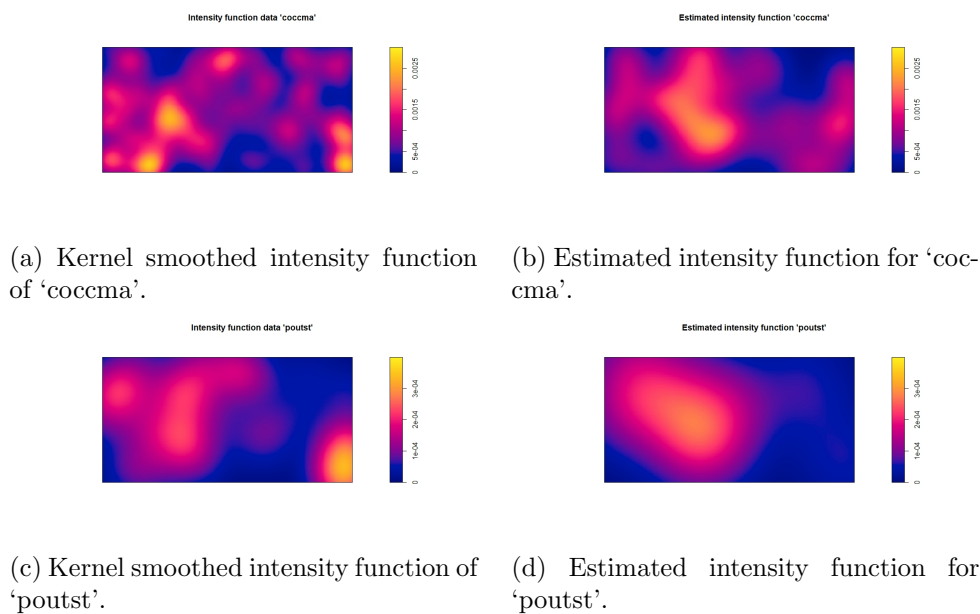 Intensity function data 'coccma'
Estimated intensity function 'coccma'
0
5e-04
0.0015
0.0025
0
5e-04
0.0015
0.0025
(a) Kernel smoothed intensity function
of ‘coccma’.
(b) Estimated intensity function for ‘coc-
cma’.
Intensity function data 'poutst'
Estimated intensity function 'poutst'
0
1e-04
2e-04
3e-04
0
1e-04
2e-04
3e-04
(c) Kernel smoothed intensity function of
‘poutst’.
(d) Estimated intensity function for
‘poutst’.